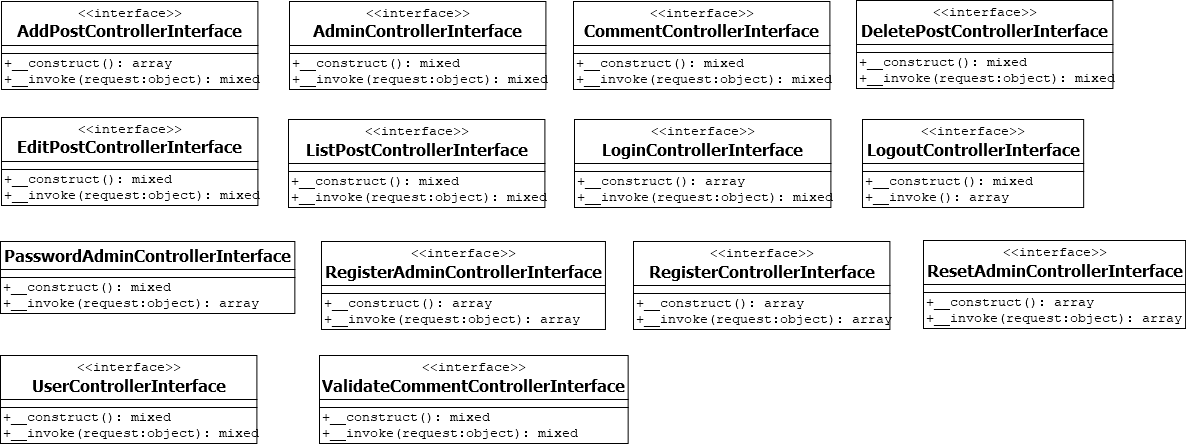 <<interface>>
AddPostControllerInterface
+__construct(): array
+__invoke(request:object): mixed
<<interface>>
AdminControllerInterface
+__construct(): mixed
+__invoke(request:object): mixed
<<interface>>
CommentControllerInterface
+__construct(): mixed
+__invoke(request:object): mixed
<<interface>>
DeletePostControllerInterface
+__construct(): mixed
+__invoke(request:object): mixed
<<interface>>
EditPostControllerInterface
+__construct(): mixed
+__invoke(request:object): mixed
<<interface>>
ListPostControllerInterface
+__construct(): mixed
+__invoke(request:object): mixed
<<interface>>
LoginControllerInterface
+__construct(): array
+__invoke(request:object): mixed
<<interface>>
LogoutControllerInterface
+__construct(): mixed
+__invoke(): array
PasswordAdminControllerInterface
+__construct(): mixed
+__invoke(request:object): array
<<interface>>
RegisterAdminControllerInterface
+__construct(): array
+__invoke(request:object): array
<<interface>>
RegisterControllerInterface
+__construct(): array
+__invoke(request:object): array
<<interface>>
ResetAdminControllerInterface
+__construct(): array
+__invoke(request:object): array
<<interface>>
UserControllerInterface
+__construct(): mixed
+__invoke(request:object): mixed
<<interface>>
ValidateCommentControllerInterface
+__construct(): mixed
+__invoke(request:object): mixed